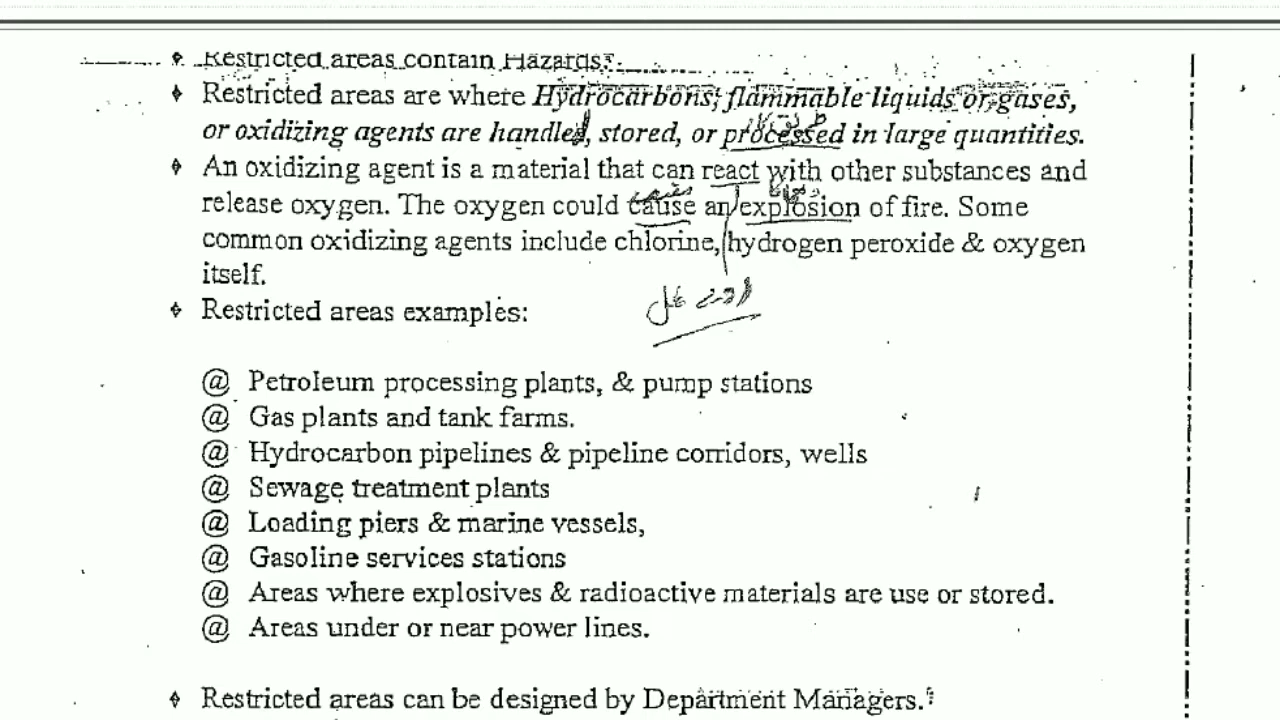 ♦ Restricted areas contain Hazards.
♦ Restricted areas are where Hydrocarbons, flammable liquids or gases,
or oxidizing agents are handled, stored, or processed in large quantities.
♦ An oxidizing agent is a material that can react with other substances and
release oxygen. The oxygen could cause an explosion of fire. Some
common oxidizing agents include chlorine, hydrogen peroxide & oxygen
itself.
♦ Restricted areas examples:
@ Petroleum processing plants, & pump stations
@ Gas plants and tank farms.
@ Hydrocarbon pipelines & pipeline corridors, wells
@ Sewage treatment plants
@ Loading piers & marine vessels,
@ Gasoline services stations
@ Areas where explosives & radioactive materials are use or stored.
@ Areas under or near power lines.
♦ Restricted areas can be designed by Department Managers.